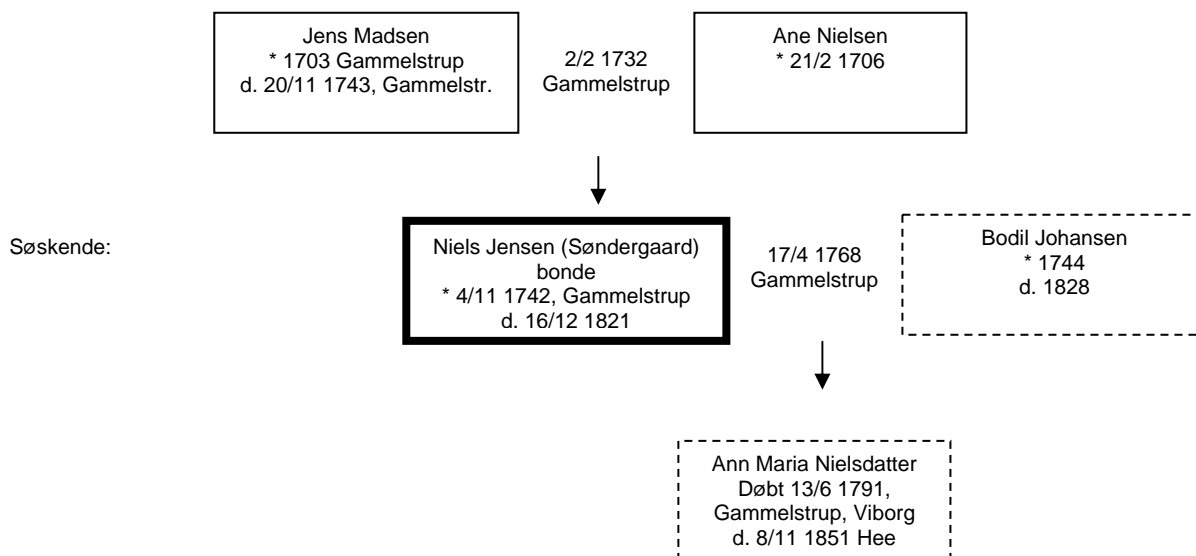 Jens Madsen
* 1703 Gammelstrup
d. 20/11 1743, Gammelstr.
2/2 1732
Gammelstrup
Ane Nielsen
* 21/2 1706
Søskende:
Niels Jensen (Søndergaard)
bonde
* 4/11 1742, Gammelstrup
d. 16/12 1821
17/4 1768
Gammelstrup
Bodil Johansen
* 1744
d. 1828
Ann Maria Nielsdatter
Døbt 13/6 1791,
Gammelstrup, Viborg
d. 8/11 1851 Hee